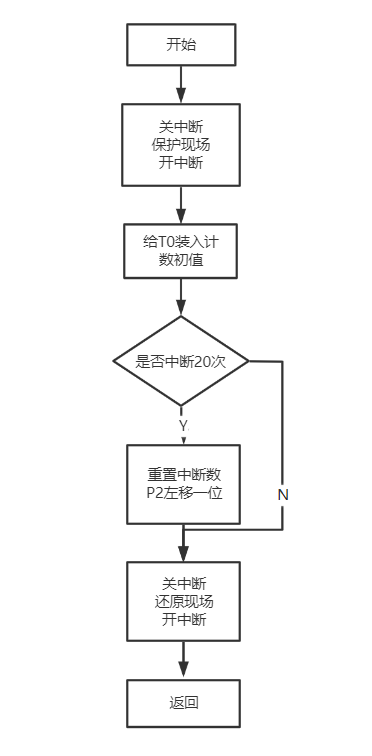 开始
关中断
保护现场
开中断
给T0装入计
数初值
是否中断20次
Y
重置中断数
P2左移一位
N
关中断
还原现场
开中断
返回